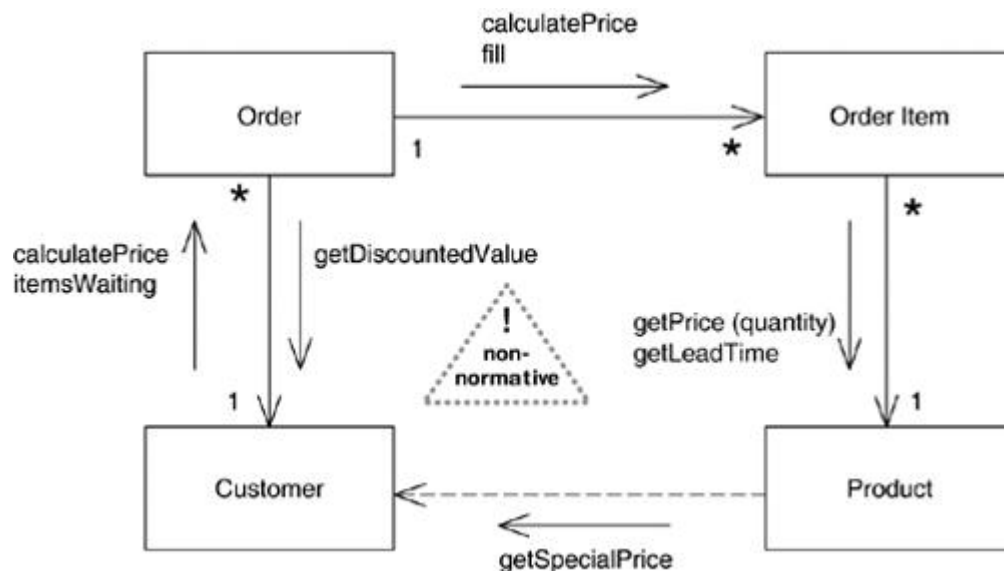 calculatePrice
fill
Order
Order Item
1
*
*
*
calculatePrice
itemsWaiting
getDiscountedValue
!
non-
normative
getPrice (quantity)
getLeadTime
1
1
Customer
Product
getSpecialPrice